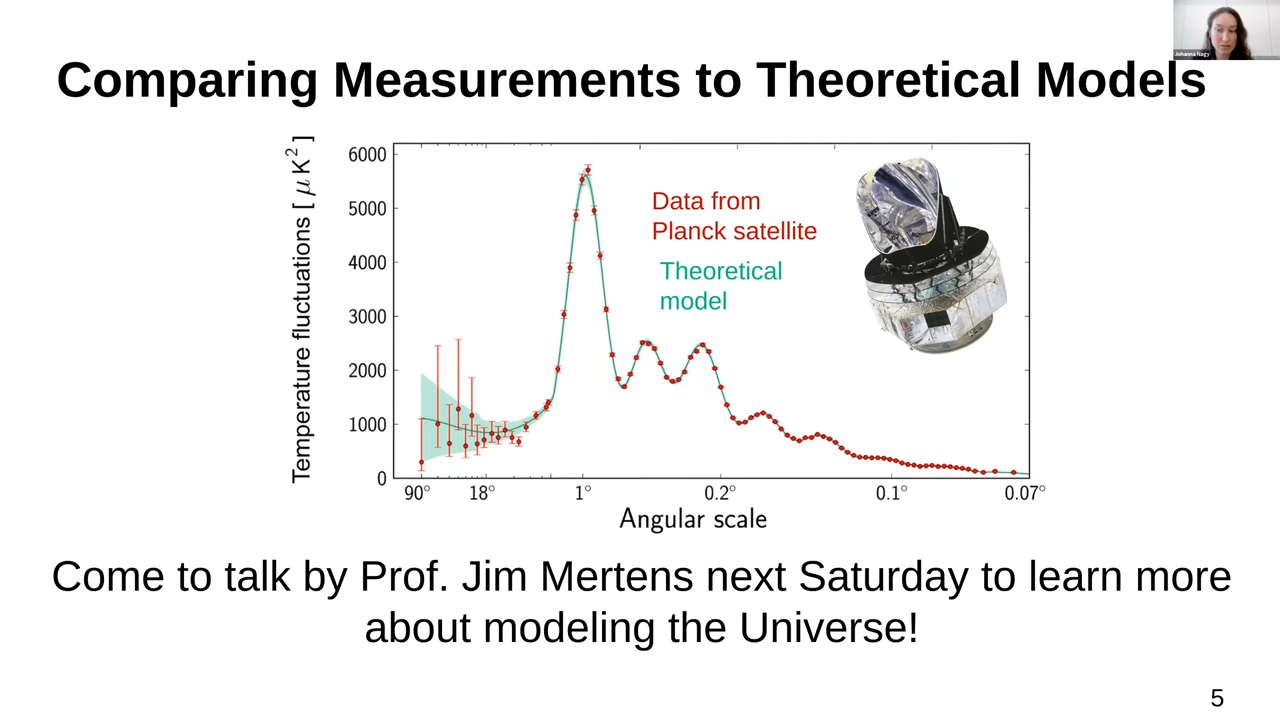 Johanna Nagy
Comparing Measurements to Theoretical Models
Temperature fluctuations [ μK² ]
6000
5000
4000
3000
2000
1000
0
Data from
Planck satellite
Theoretical
model
90° 18° 1° 0.2° 0.1° 0.07°
Angular scale
Come to talk by Prof. Jim Mertens next Saturday to learn more
about modeling the Universe!
5